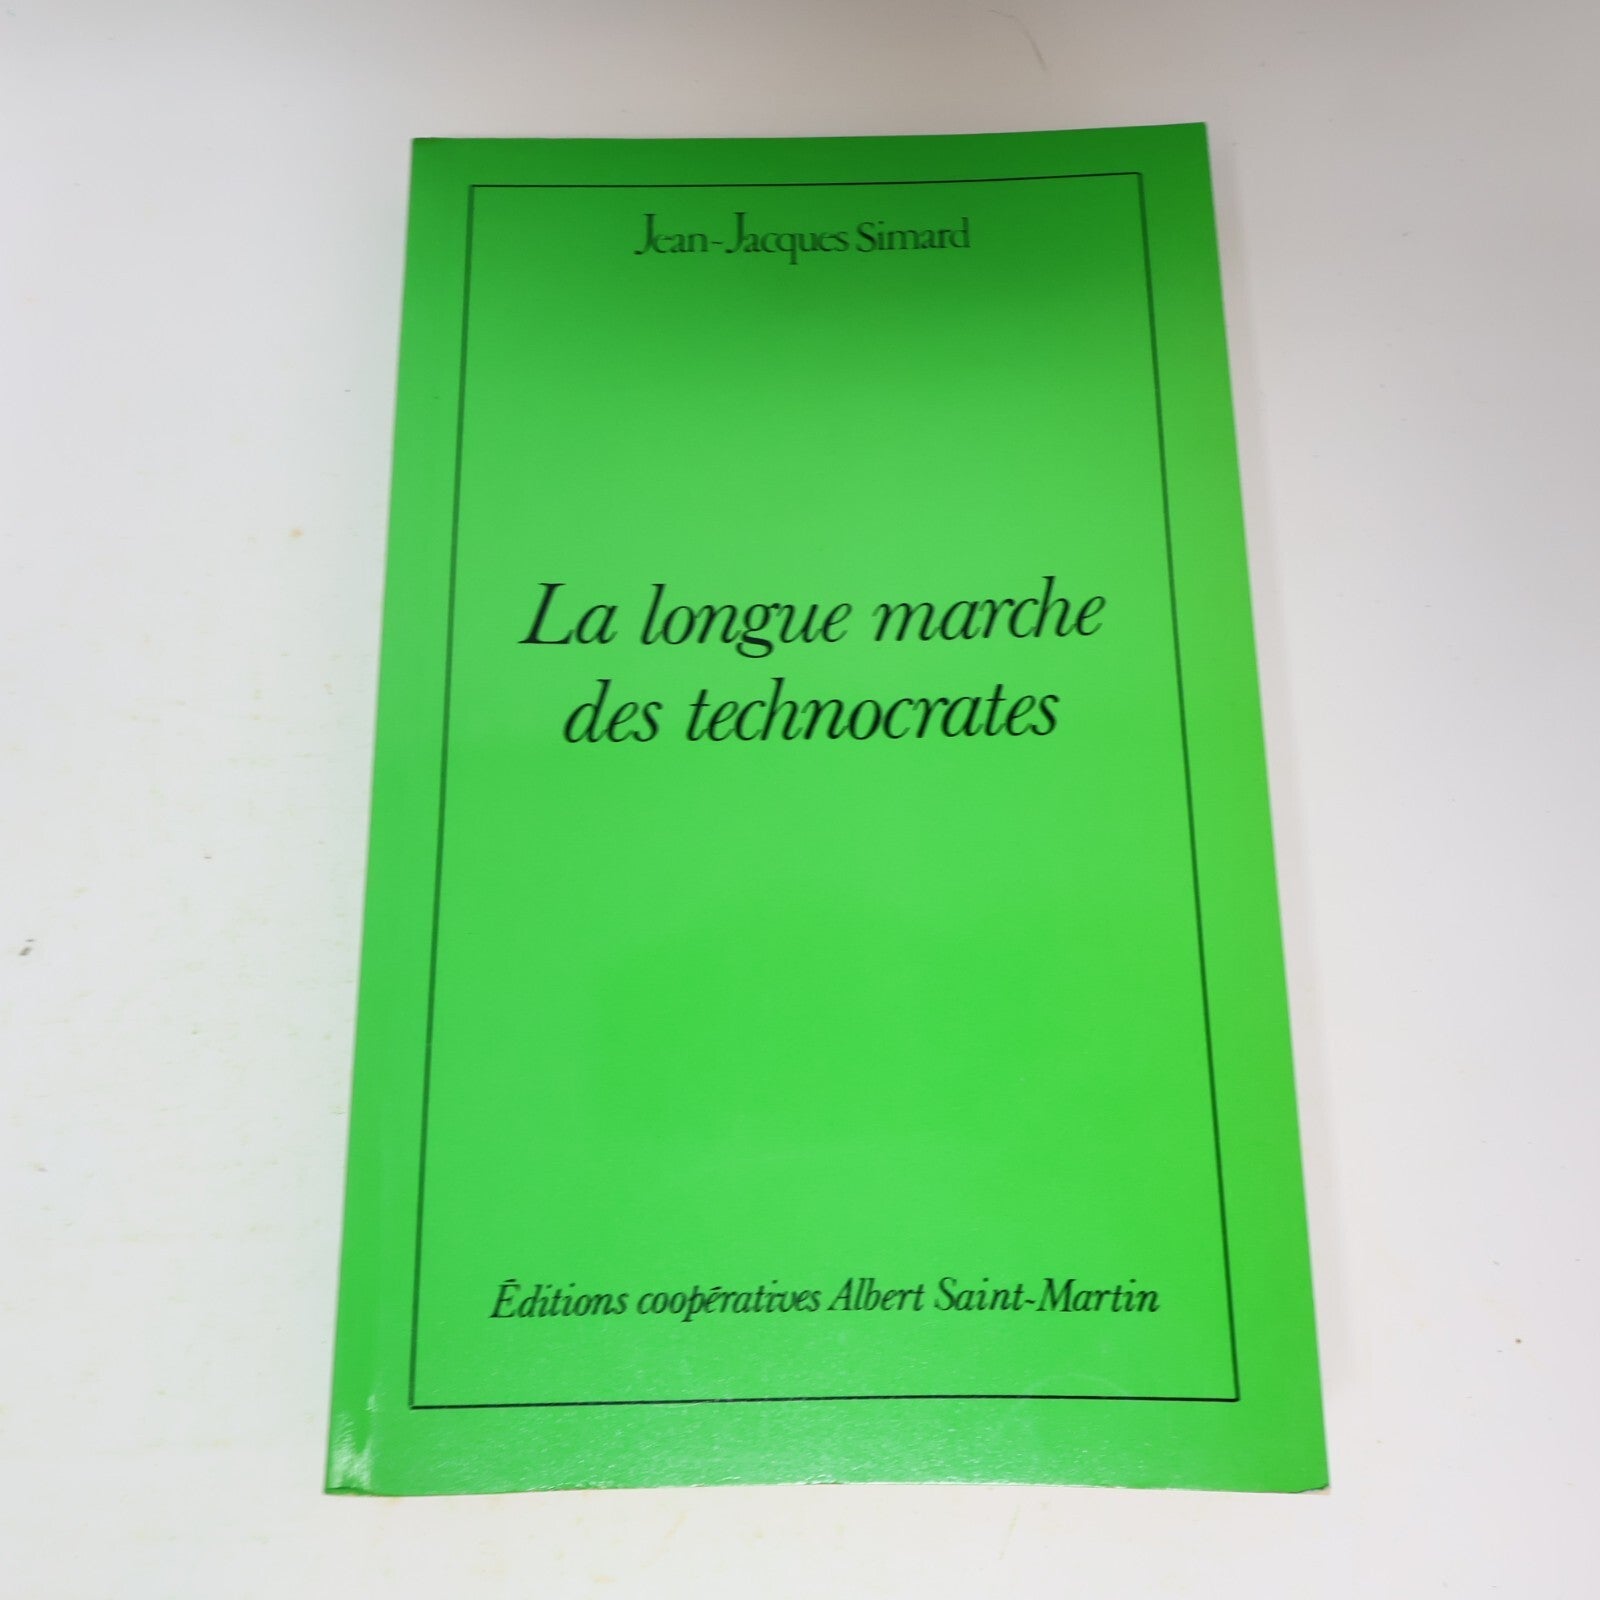 Jean-Jacques Simard
La longue marche
des technocrates
Éditions coopératives Albert Saint-Martin